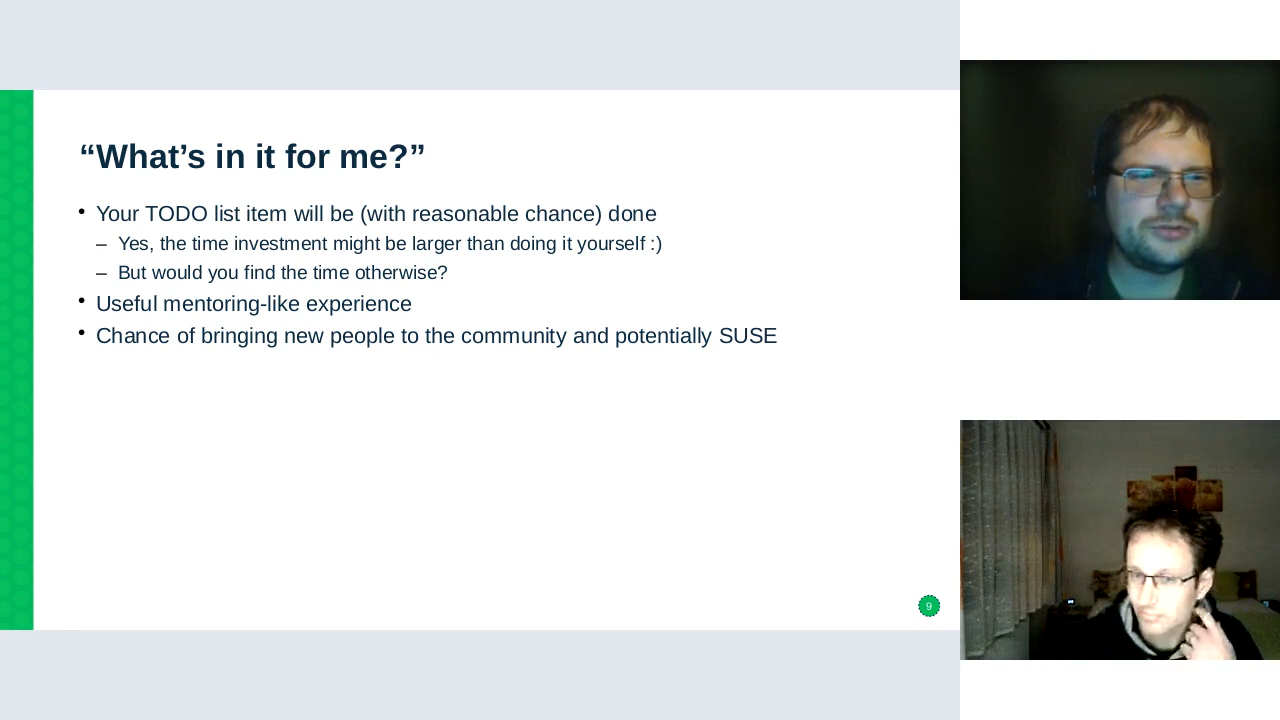 “What’s in it for me?”
• Your TODO list item will be (with reasonable chance) done
– Yes, the time investment might be larger than doing it yourself :)
– But would you find the time otherwise?
• Useful mentoring-like experience
• Chance of bringing new people to the community and potentially SUSE
9